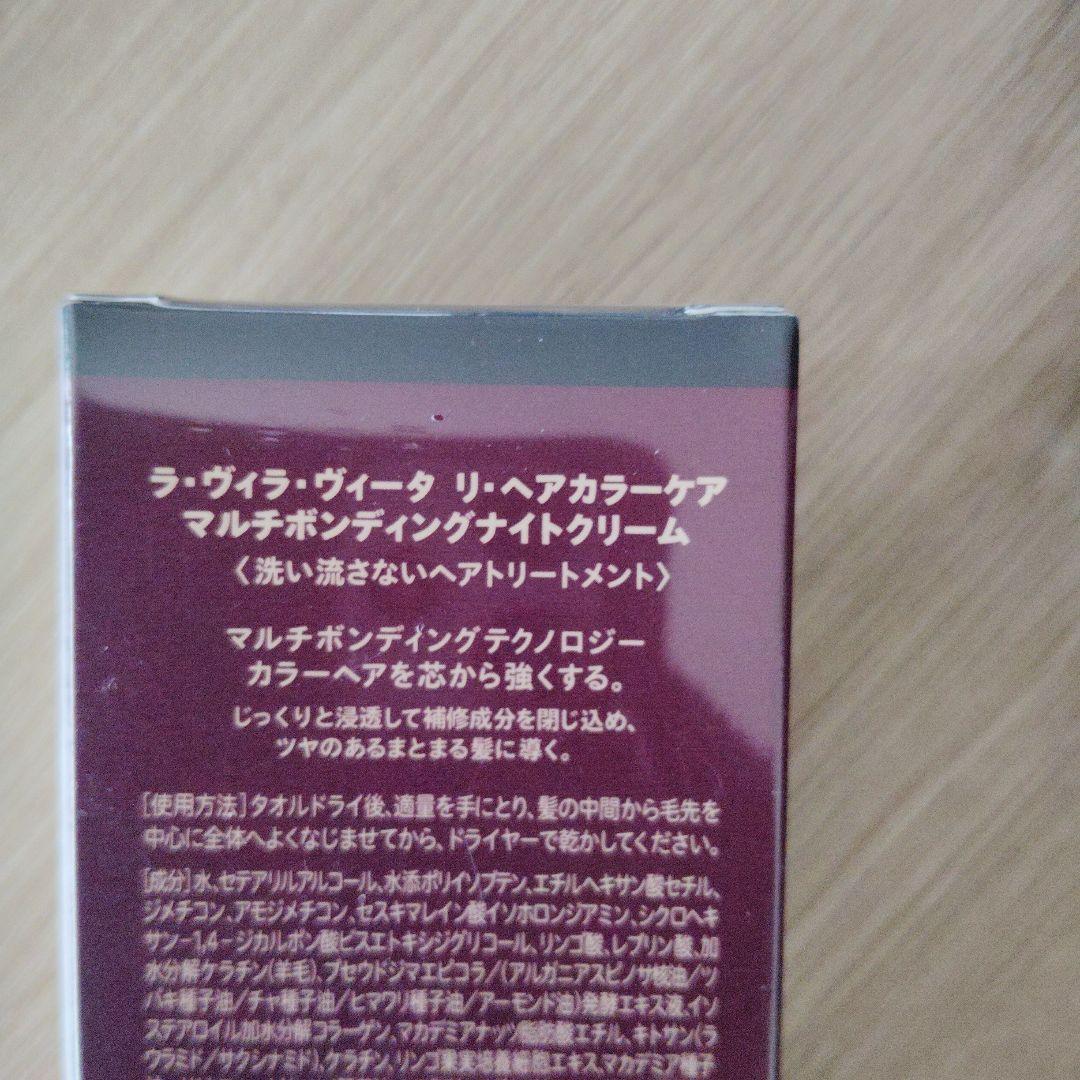 ラ・ヴィラ・ヴィータ リ・ヘアカラーケア
マルチボンディングナイトクリーム
〈洗い流さないヘアトリートメント〉
マルチボンディングテクノロジー
カラーヘアを芯から強くする。
じっくりと浸透して補修成分を閉じ込め、
ツヤのあるまとまる髪に導く。
[使用方法]タオルドライ後、適量を手にとり、髪の中間から毛先を
中心に全体へよくなじませてから、ドライヤーで乾かしてください。
[成分]水、セテアリルアルコール、水添ポリイソブテン、エチルヘキサン酸セチル、
ジメチコン、アモジメチコン、セスキマレイン酸イソホロンジアミン、シクロヘキ
サン-1,4-ジカルボン酸ビスエトキシジグリコール、リンゴ酸、レブリン酸、加
水分解ケラチン(羊毛)、プセウドジマエピコラ/(アルガニアスピノサ核油/ツ
バキ種子油/チャ種子油/ヒマワリ種子油/アーモンド油)発酵エキス液、イソ
ステアロイル加水分解コラーゲン、マカデミアナッツ脂肪酸エチル、キトサン(ラ
ウラミド/サクシナミド)、ケラチン、リンゴ果実培養細胞エキス、マカデミア種子